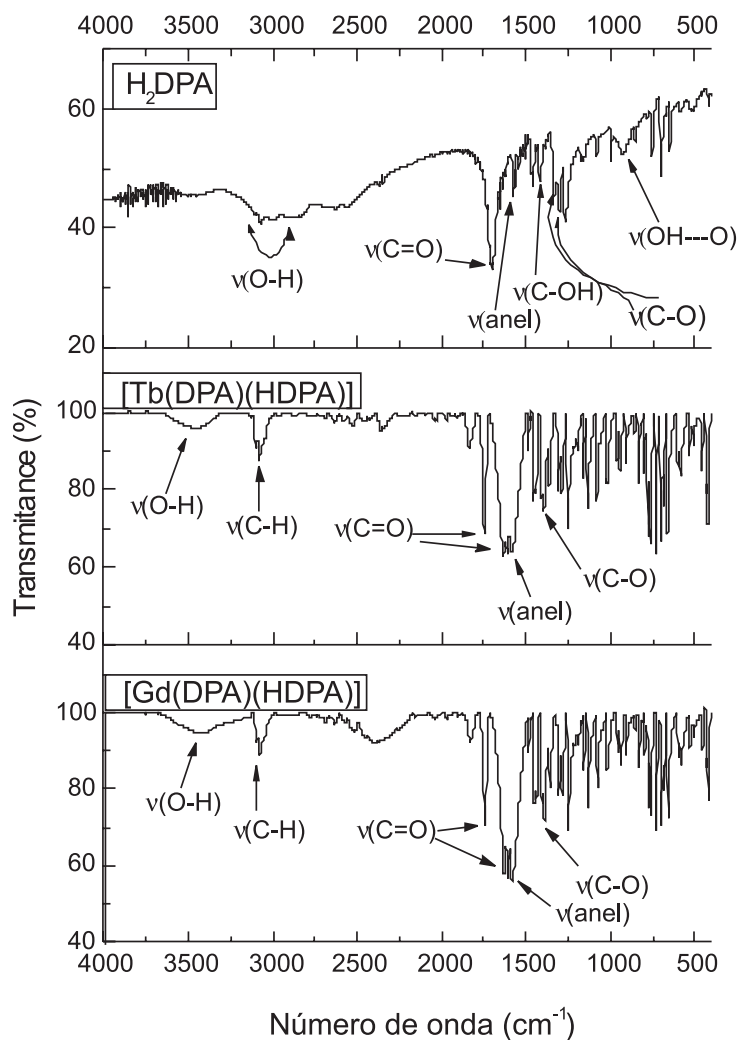 4000 3500 3000 2500 2000 1500 1000 500
H₂DPA
60
40
20
ν(O-H)
ν(C=O)
ν(anel)
ν(C-OH)
ν(OH---O)
ν(C-O)
[Tb(DPA)(HDPA)]
100
80
60
40
ν(O-H)
ν(C-H)
ν(C=O)
ν(anel)
ν(C-O)
[Gd(DPA)(HDPA)]
100
80
60
40
ν(O-H)
ν(C-H)
ν(C=O)
ν(anel)
ν(C-O)
4000 3500 3000 2500 2000 1500 1000 500
Transmitance (%)
Número de onda (cm⁻¹)